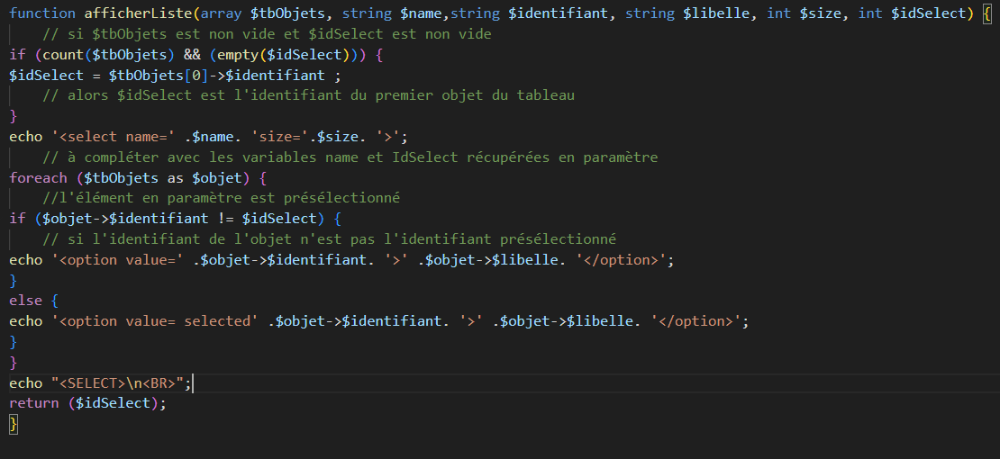 function afficherListe(array $tbObjets, string $name,string $identifiant, string $libelle, int $size, int $idSelect) {
// si $tbObjets est non vide et $idSelect est non vide
if (count($tbObjets) && (empty($idSelect))) {
$idSelect = $tbObjets[0]->$identifiant ;
// alors $idSelect est l'identifiant du premier objet du tableau
}
echo '<select name=' .$name. 'size='.$size. '>';
// à compléter avec les variables name et IdSelect récupérées en paramètre
foreach ($tbObjets as $objet) {
//l'élément en paramètre est présélectionné
if ($objet->$identifiant != $idSelect) {
// si l'identifiant de l'objet n'est pas l'identifiant présélectionné
echo '<option value=' .$objet->$identifiant. '>' .$objet->$libelle. '</option>';
}
else {
echo '<option value= selected' .$objet->$identifiant. '>' .$objet->$libelle. '</option>';
}
}
echo "<SELECT>\n<BR>";
return ($idSelect);
}